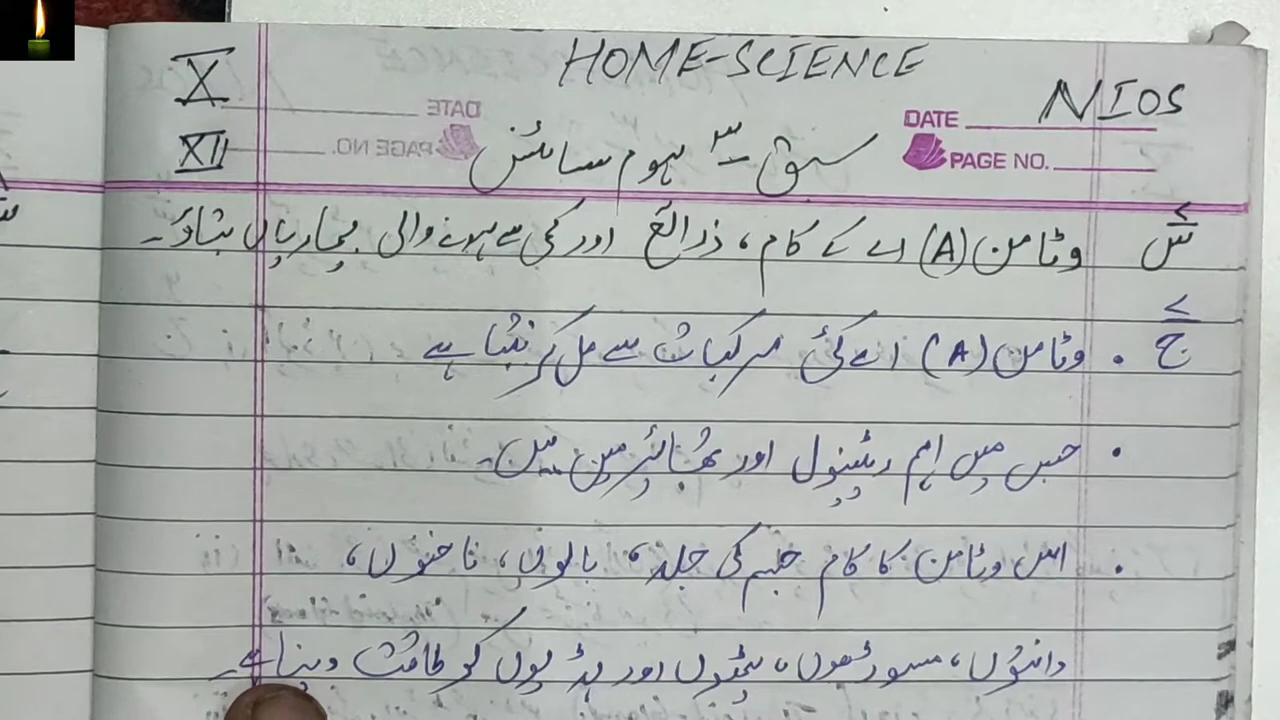 HOME-SCIENCE
X
NIOS
DATE
DATE
XII
سبق ۳ ہوم سائنس
PAGE NO.
PAGE NO.
س وٹامن (A) اے کے کام، ذرائع اور کمی سے ہونے والی بیماریاں بتاؤ۔
ج • وٹامن (A) اے کئی مرکبات سے مل کر بنتا ہے
• جس میں اہم ریٹینول اور ہیں۔
• اس وٹامن کا کام جسم کی جلد، بالوں، ناخنوں،
دانتوں، مسوڑھوں، پٹھوں اور ہڈیوں کو طاقت دینا ہے۔